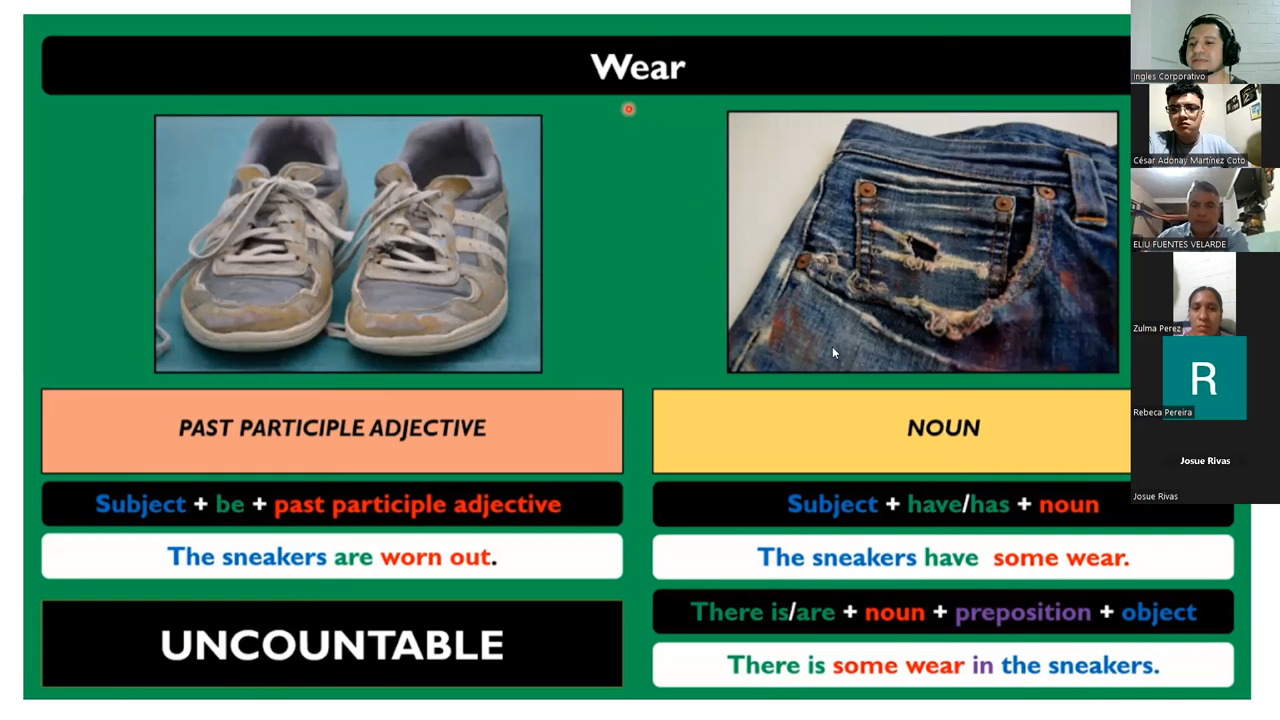 Wear
PAST PARTICIPLE ADJECTIVE
Subject + be + past participle adjective
The sneakers are worn out.
UNCOUNTABLE
NOUN
Subject + have/has + noun
The sneakers have some wear.
There is/are + noun + preposition + object
There is some wear in the sneakers.
Ingles Corporativo
César Adonay Martínez Coto
ELIU FUENTES VELARDE
Zulma Perez
R
Rebeca Pereira
Josue Rivas
Josue Rivas